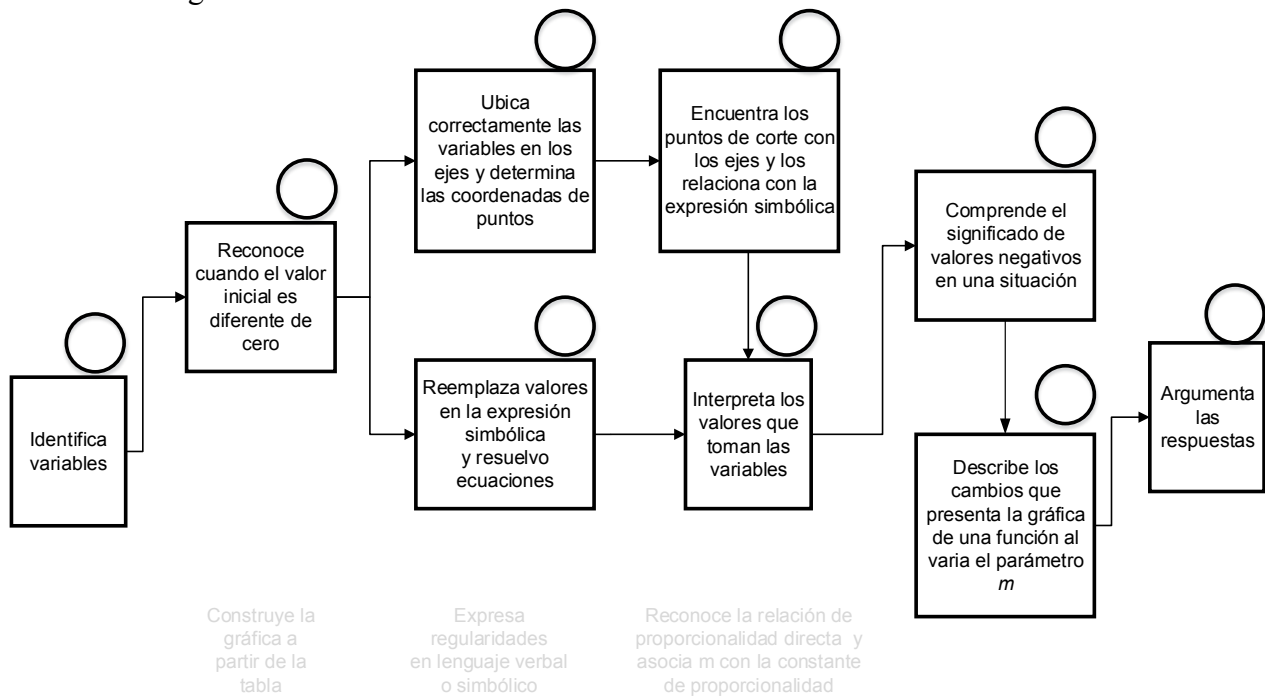 Identifica
variables
Reconoce
cuando el valor
inicial es
diferente de
cero
Ubica
correctamente las
variables en los
ejes y determina
las coordenadas de
puntos
Encuentra los
puntos de corte con
los ejes y los
relaciona con la
expresión simbólica
Reemplaza valores
en la expresión
simbólica
y resuelvo
ecuaciones
Interpreta los
valores que
toman las
variables
Comprende el
significado de
valores negativos
en una situación
Describe los
cambios que
presenta la gráfica
de una función al
varia el parámetro
m
Argumenta
las
respuestas
Construye la
gráfica a
partir de la
tabla
Expresa
regularidades
en lenguaje verbal
o simbólico
Reconoce la relación de
proporcionalidad directa y
asocia m con la constante
de proporcionalidad